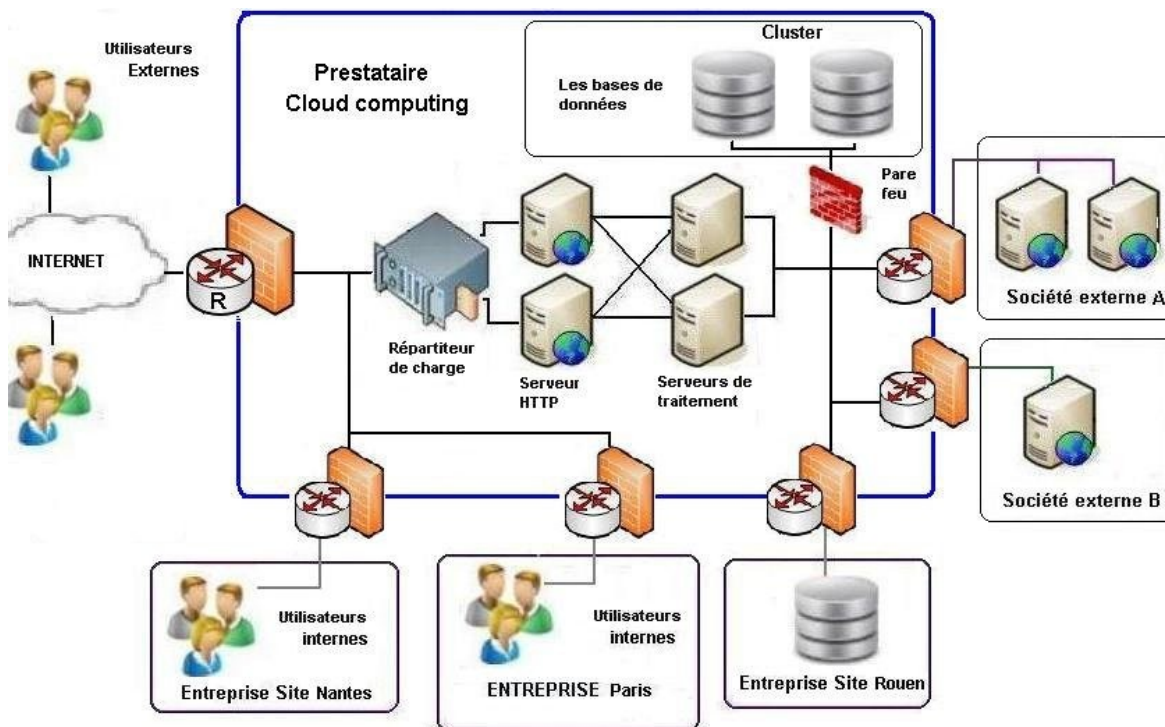 Utilisateurs
Externes
Prestataire
Cloud computing
Cluster
Les bases de
données
Pare
feu
INTERNET
R
Répartiteur
de charge
Serveur
HTTP
Serveurs de
traitement
Société externe A
Société externe B
Utilisateurs
internes
Entreprise Site Nantes
Utilisateurs
internes
ENTREPRISE Paris
Entreprise Site Rouen